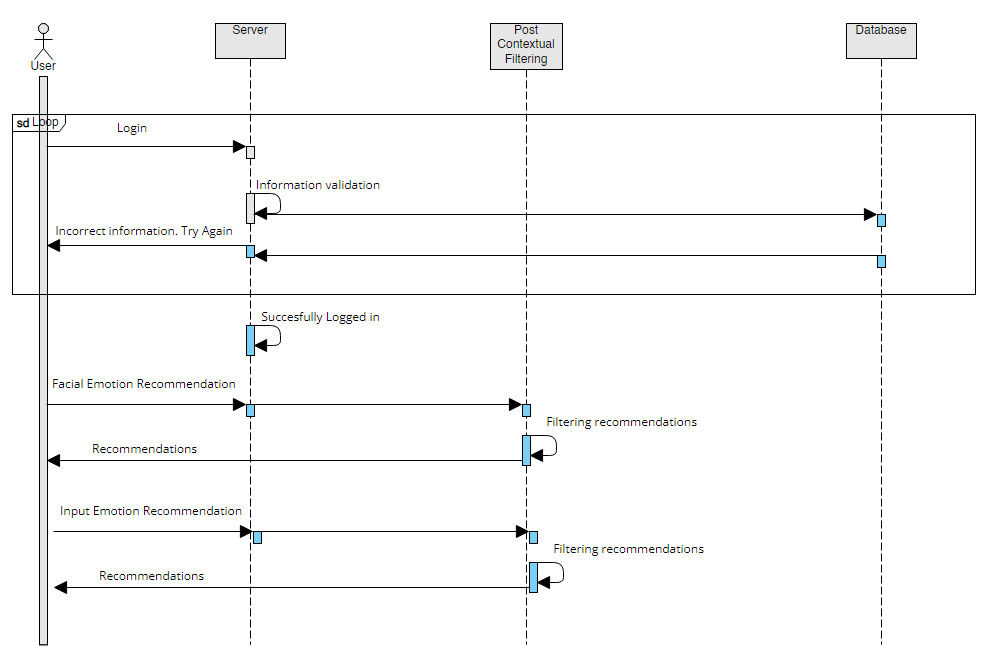 User
Server
Post
Contextual
Filtering
Database
sd Loop
Login
Information validation
Incorrect information. Try Again
Succesfully Logged in
Facial Emotion Recommendation
Filtering recommendations
Recommendations
Input Emotion Recommendation
Filtering recommendations
Recommendations